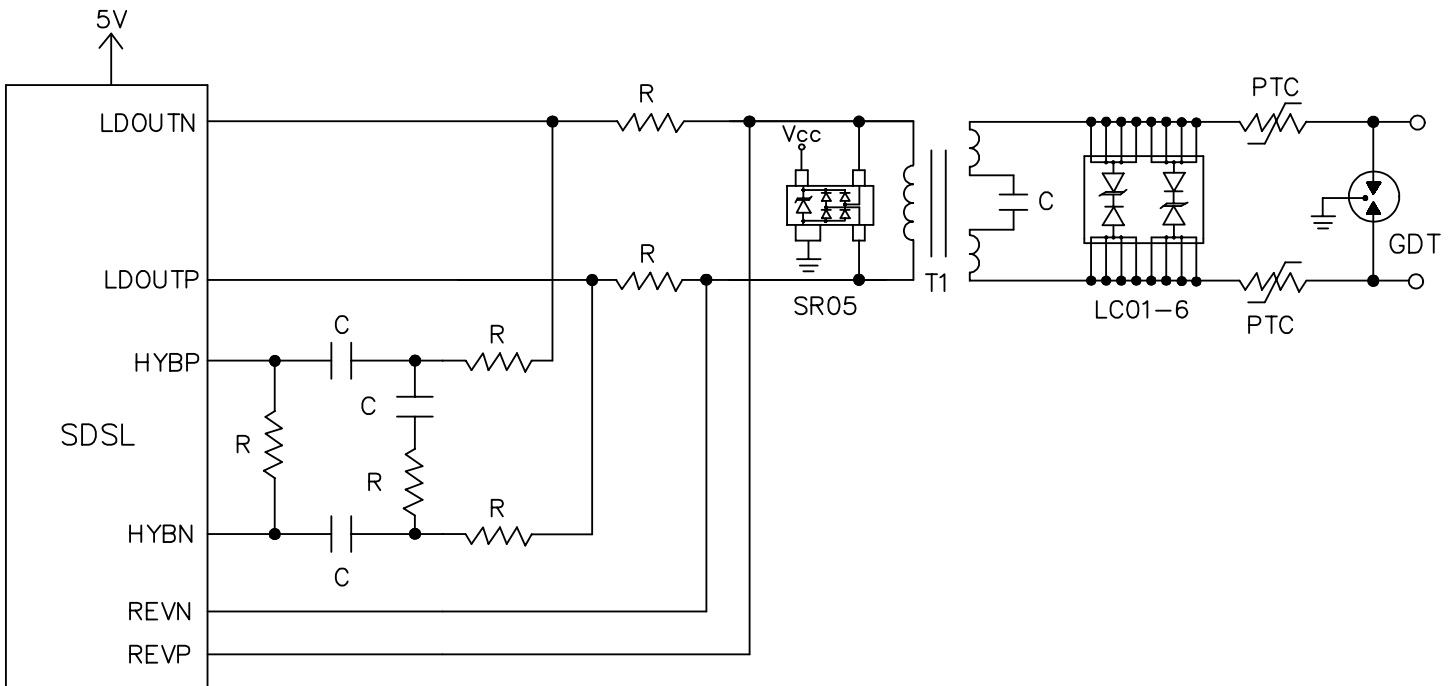 5V
LDOUTN
R
Vcc
PTC
C
GDT
LDOUTP
R
SR05
T1
LC01-6
PTC
HYBP
C
R
C
SDSL
R
R
R
HYBN
C
REVN
REVP